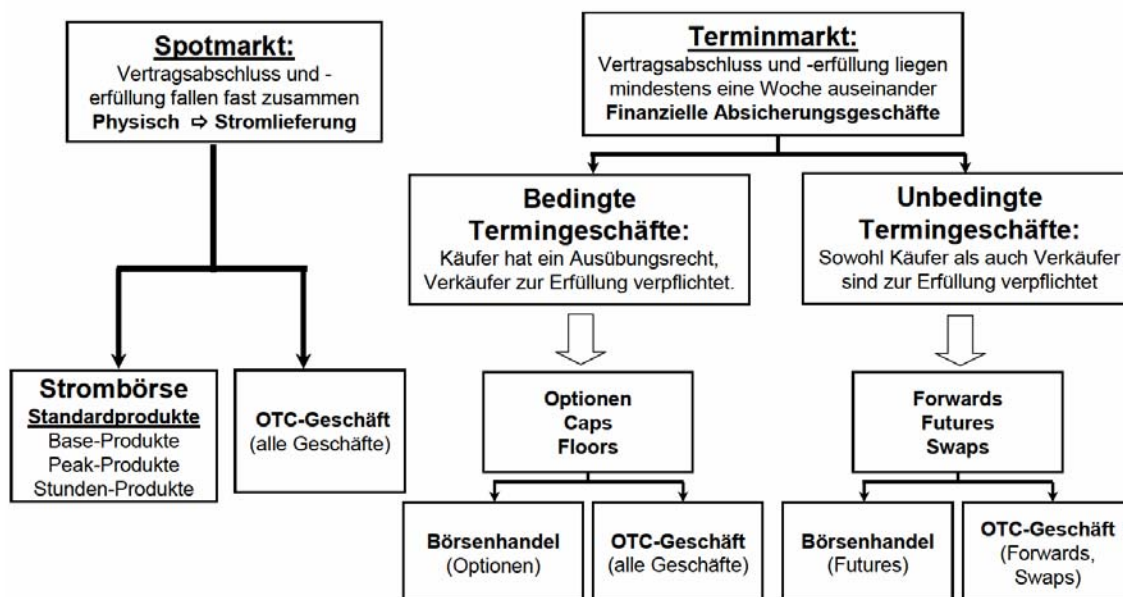 Spotmarkt:
Vertragsabschluss und -
erfüllung fallen fast zusammen
Physisch ⇨ Stromlieferung
Terminmarkt:
Vertragsabschluss und -erfüllung liegen
mindestens eine Woche auseinander
Finanzielle Absicherungsgeschäfte
Bedingte
Termingeschäfte:
Käufer hat ein Ausübungsrecht,
Verkäufer zur Erfüllung verpflichtet.
Unbedingte
Termingeschäfte:
Sowohl Käufer als auch Verkäufer
sind zur Erfüllung verpflichtet
Strombörse
Standardprodukte
Base-Produkte
Peak-Produkte
Stunden-Produkte
OTC-Geschäft
(alle Geschäfte)
Optionen
Caps
Floors
Forwards
Futures
Swaps
Börsenhandel
(Optionen)
OTC-Geschäft
(alle Geschäfte)
Börsenhandel
(Futures)
OTC-Geschäft
(Forwards,
Swaps)